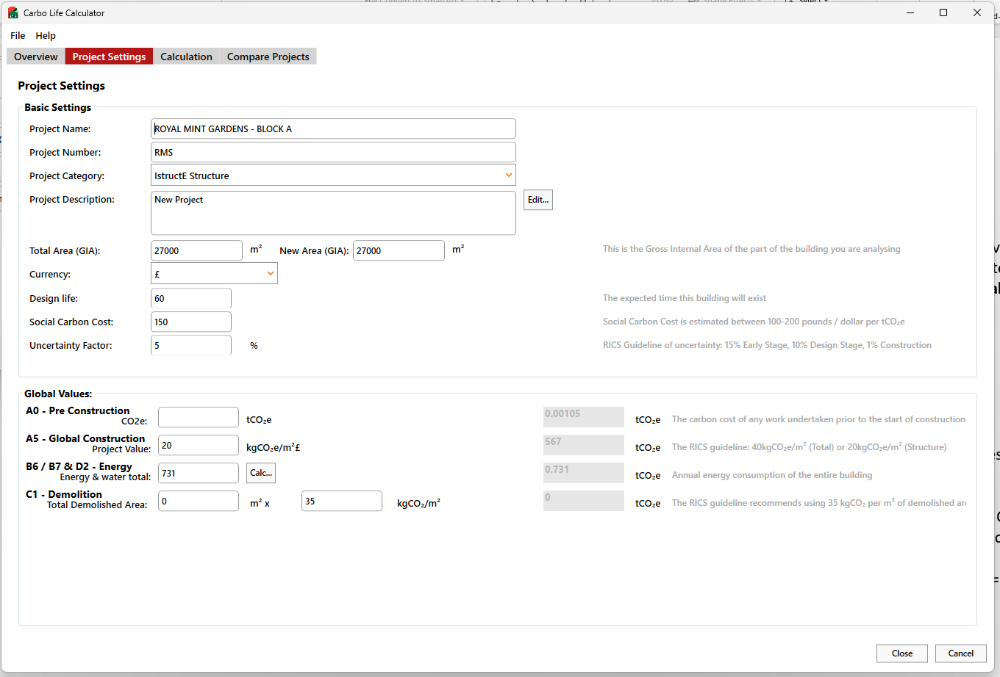 Carbo Life Calculator
File Help
Overview Project Settings Calculation Compare Projects
Project Settings
Basic Settings
Project Name: ROYAL MINT GARDENS - BLOCK A
Project Number: RMS
Project Category: IstructE Structure
Project Description: New Project Edit...
Total Area (GIA): 27000 m² New Area (GIA): 27000 m² This is the Gross Internal Area of the part of the building you are analysing
Currency: £
Design life: 60 The expected time this building will exist
Social Carbon Cost: 150 Social Carbon Cost is estimated between 100-200 pounds / dollar per tCO₂e
Uncertainty Factor: 5 % RICS Guideline of uncertainty: 15% Early Stage, 10% Design Stage, 1% Construction
Global Values:
A0 - Pre Construction
CO2e: tCO₂e 0.00105 tCO₂e The carbon cost of any work undertaken prior to the start of construction
A5 - Global Construction
Project Value: 20 kgCO₂e/m²£ 567 tCO₂e The RICS guideline: 40kgCO₂e/m² (Total) or 20kgCO₂e/m² (Structure)
B6 / B7 & D2 - Energy
Energy & water total: 731 Calc... 0.731 tCO₂e Annual energy consumption of the entire building
C1 - Demolition
Total Demolished Area: 0 m² x 35 kgCO₂/m² 0 tCO₂e The RICS guideline recommends using 35 kgCO₂ per m² of demolished are
Close Cancel